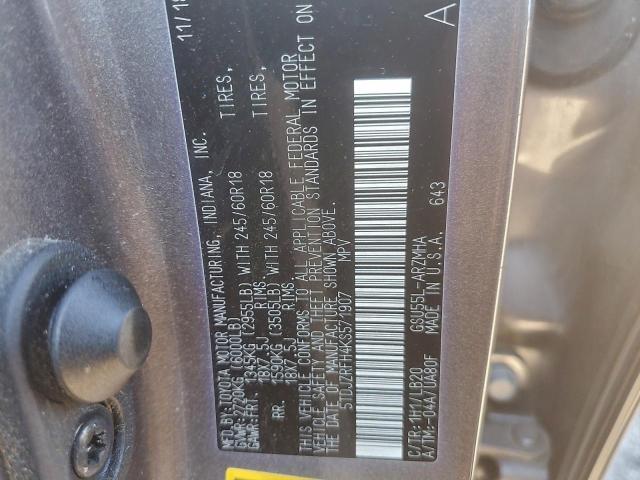 MFD.BY:TOYOTA MOTOR MANUFACTURING, INDIANA, INC. 11/18
GVWR:2720KG (6000LB)
GAWR:FRT. 1345KG (2955LB) WITH 245/60R18 TIRES,
18X7.5J RIMS
RR. 1590KG (3505LB) WITH 245/60R18 TIRES,
18X7.5J RIMS
THIS VEHICLE CONFORMS TO ALL APPLICABLE FEDERAL MOTOR
VEHICLE SAFETY AND THEFT PREVENTION STANDARDS IN EFFECT ON
THE DATE OF MANUFACTURE SHOWN ABOVE.
5TDJZRFH4KS571907 MPV
A
C/TR:1H1/LB20 GSU55L-ARZMHA
A/TM:-04A/UA80F MADE IN U.S.A. 643